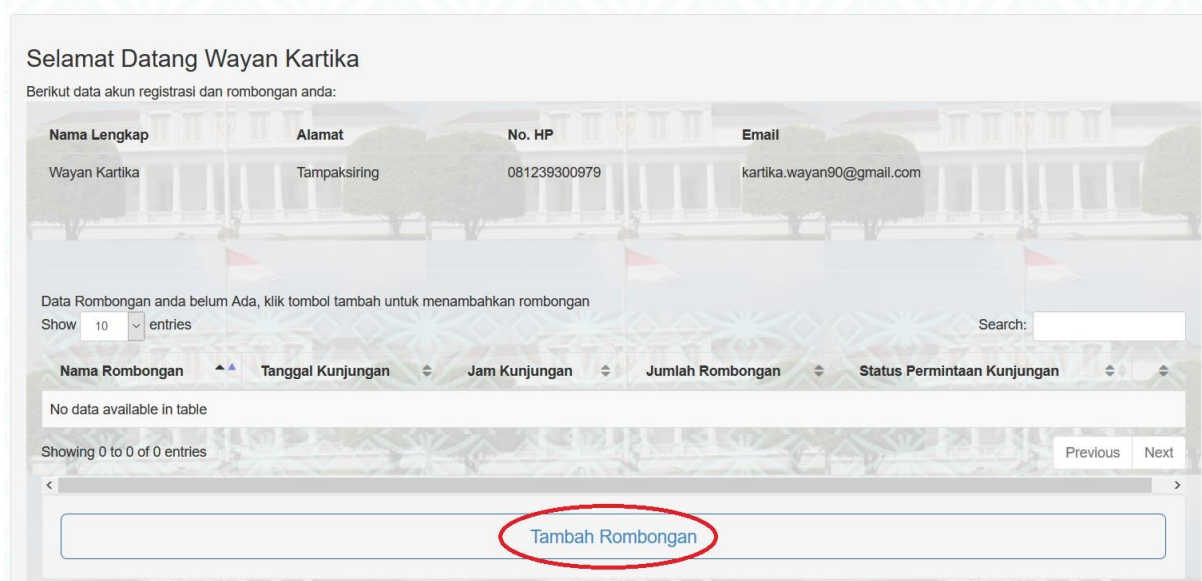 Selamat Datang Wayan Kartika
Berikut data akun registrasi dan rombongan anda:
Nama Lengkap Alamat No. HP Email
Wayan Kartika Tampaksiring 081239300979 kartika.wayan90@gmail.com
Data Rombongan anda belum Ada, klik tombol tambah untuk menambahkan rombongan
Show 10 entries Search:
Nama Rombongan Tanggal Kunjungan Jam Kunjungan Jumlah Rombongan Status Permintaan Kunjungan
No data available in table
Showing 0 to 0 of 0 entries Previous Next
Tambah Rombongan